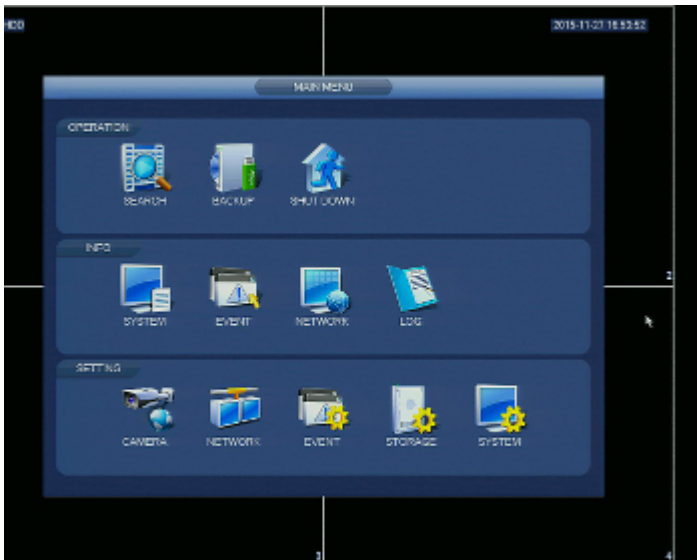 HDD
2015-11-27 16:53:52
MAIN MENU
OPERATION
SEARCH BACKUP SHUTDOWN
INFO
SYSTEM EVENT NETWORK LOG
2
SETTING
CAMERA NETWORK EVENT STORAGE SYSTEM
3 4